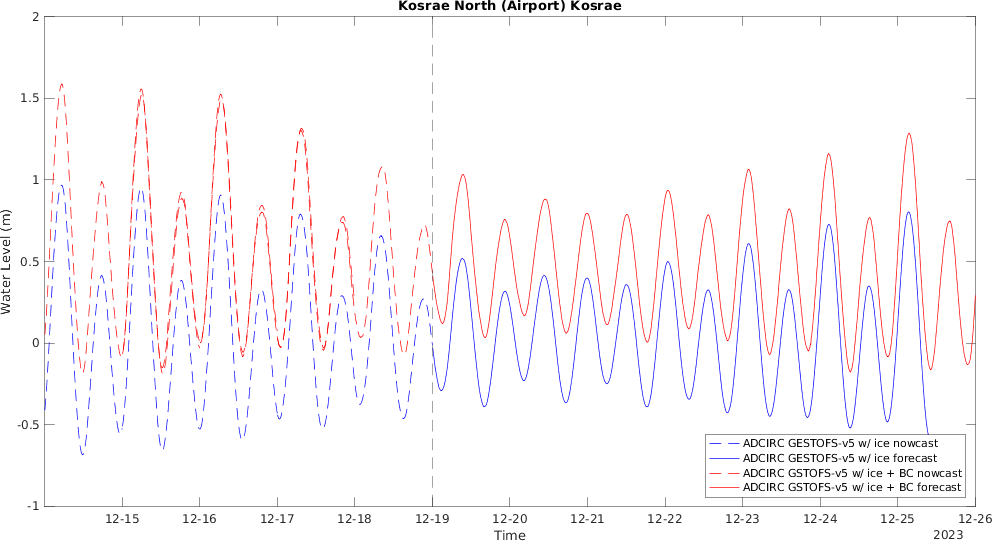 Kosrae North (Airport) Kosrae
2
1.5
1
0.5
0
-0.5
-1
Water Level (m)
ADCIRC GESTOFS-v5 w/ ice nowcast
ADCIRC GESTOFS-v5 w/ ice forecast
ADCIRC GSTOFS-v5 w/ ice + BC nowcast
ADCIRC GSTOFS-v5 w/ ice + BC forecast
12-15 12-16 12-17 12-18 12-19 12-20 12-21 12-22 12-23 12-24 12-25 12-26
Time
2023